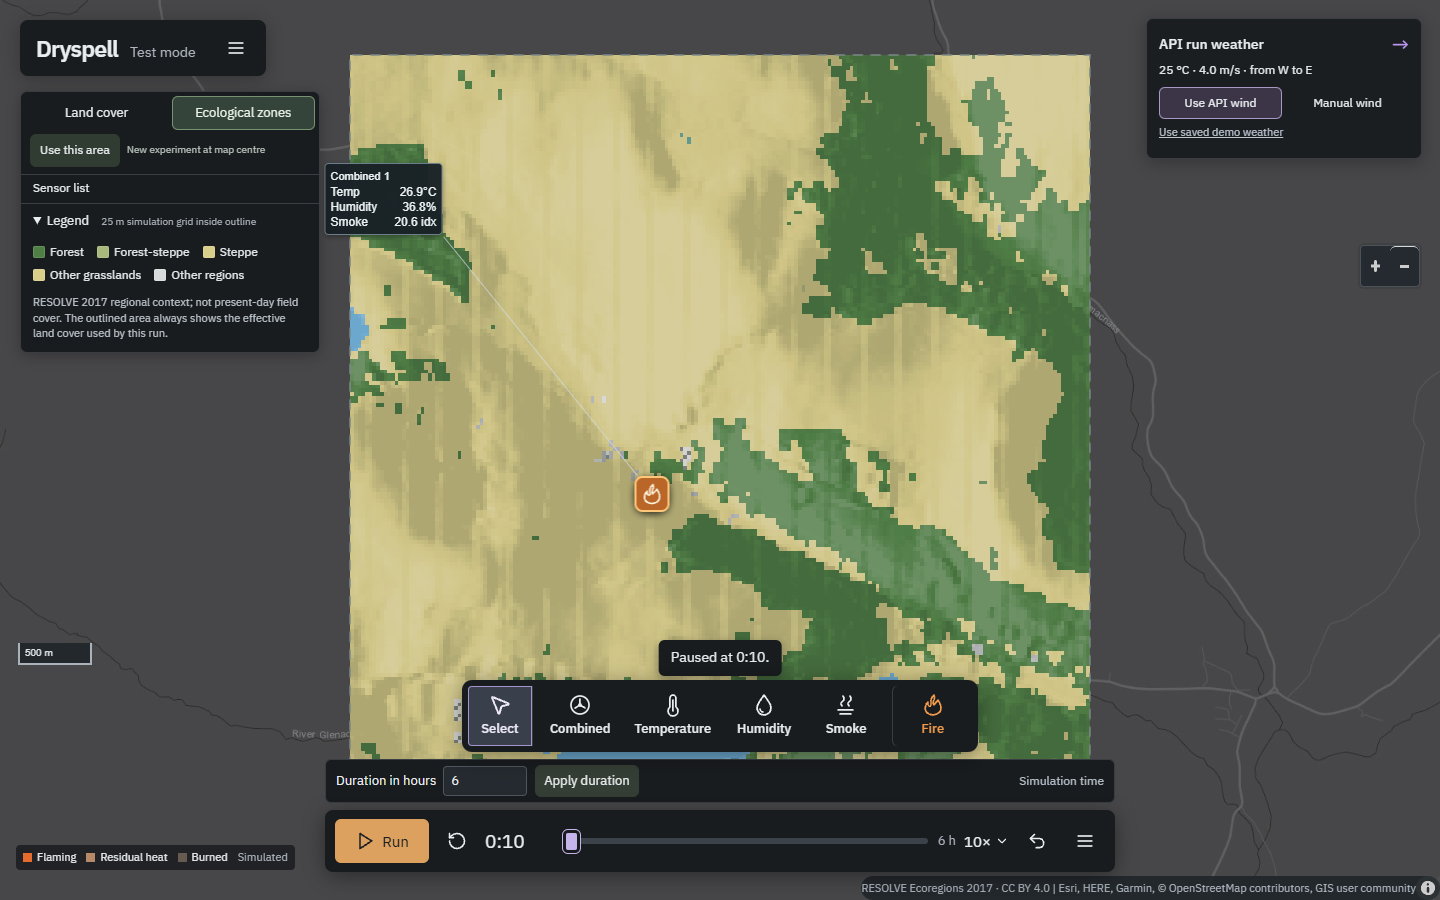 Dryspell Test mode
Land cover
Ecological zones
Use this area
New experiment at map centre
Sensor list
Legend
25 m simulation grid inside outline
Forest
Forest-steppe
Steppe
Other grasslands
Other regions
RESOLVE 2017 regional context; not present-day field
cover. The outlined area always shows the effective
land cover used by this run.
Combined 1
Temp 26.9°C
Humidity 36.8%
Smoke 20.6 idx
API run weather →
25 °C · 4.0 m/s · from W to E
Use API wind
Manual wind
Use saved demo weather
+ −
500 m
Paused at 0:10.
Select
Combined
Temperature
Humidity
Smoke
Fire
River
Duration in hours
6
Apply duration
Simulation time
Run
0:10
6 h
10×
Flaming
Residual heat
Burned
Simulated
RESOLVE Ecoregions 2017 · CC BY 4.0 | Esri, HERE, Garmin, © OpenStreetMap contributors, GIS user community